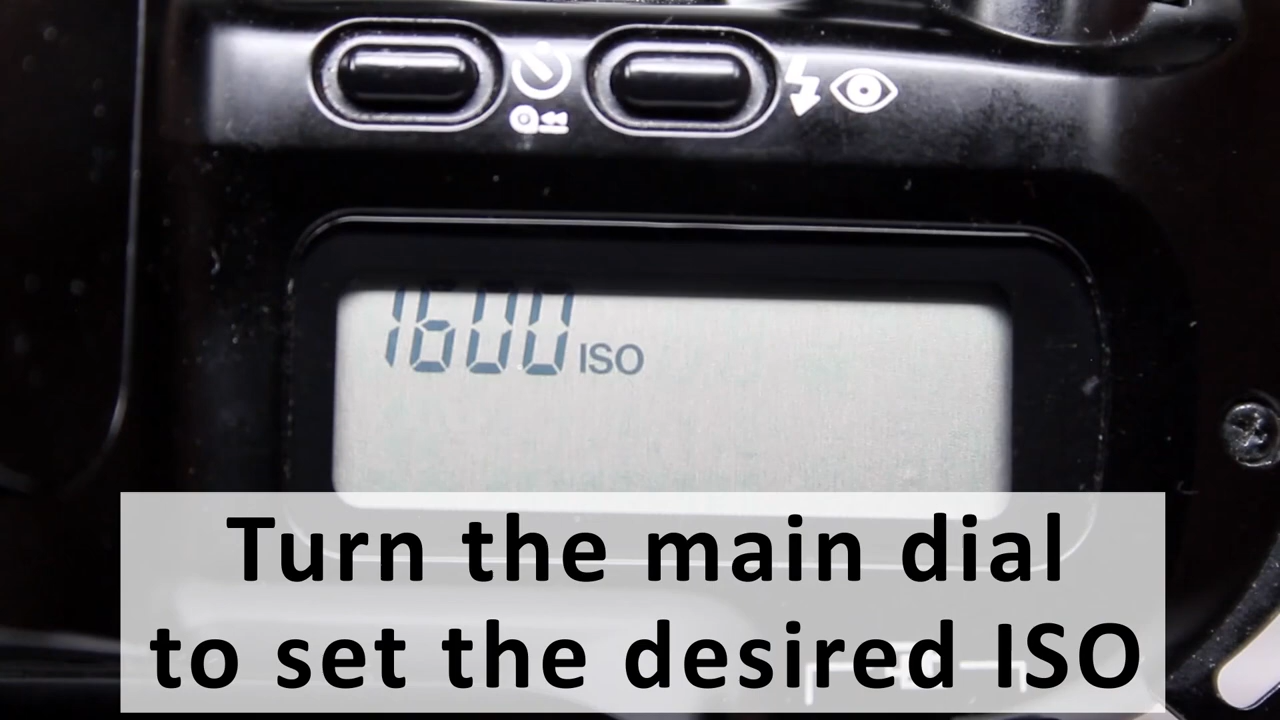 1600 ISO
Turn the main dial
to set the desired ISO